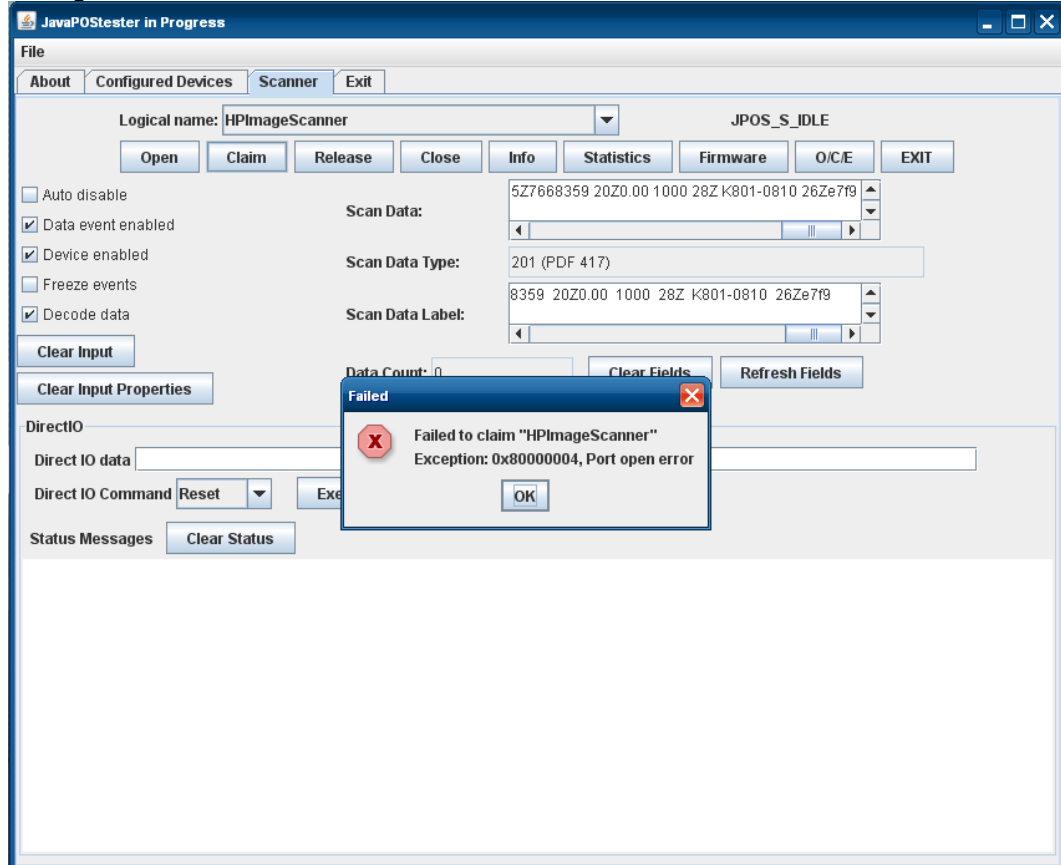 JavaPOStester in Progress
File
About Configured Devices Scanner Exit
Logical name: HPImageScanner JPOS_S_IDLE
Open Claim Release Close Info Statistics Firmware O/C/E EXIT
Auto disable
Data event enabled
Device enabled
Freeze events
Decode data
Clear Input
Clear Input Properties
Scan Data: 5Z7668359 20Z0.00 1000 28Z K801-0810 26Ze7f9
Scan Data Type: 201 (PDF 417)
Scan Data Label: 8359 20Z0.00 1000 28Z K801-0810 26Ze7f9
Data Count: 0 Clear Fields Refresh Fields
Failed
Failed to claim "HPImageScanner"
Exception: 0x80000004, Port open error
OK
DirectIO
Direct IO data
Direct IO Command Reset Exe
Status Messages Clear Status